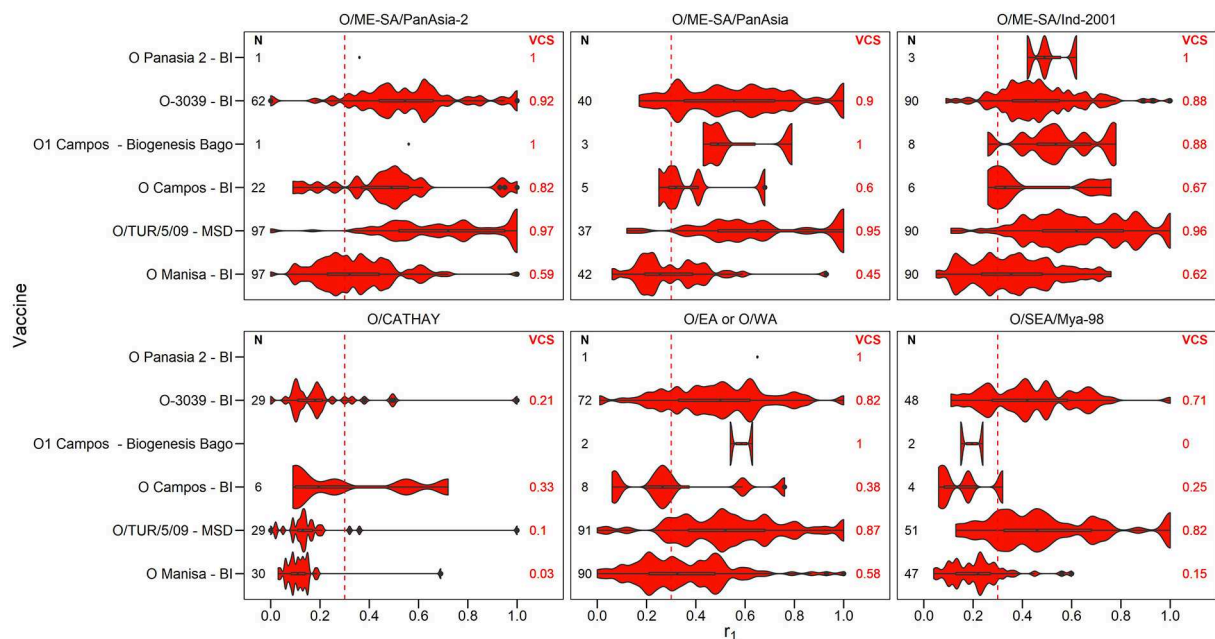 O/ME-SA/PanAsia-2 O/ME-SA/PanAsia O/ME-SA/Ind-2001
N VCS N VCS N VCS
O Panasia 2 - BI 1 1 3 1
O-3039 - BI 62 0.92 40 0.9 90 0.88
O1 Campos - Biogenesis Bago 1 1 3 1 8 0.88
O Campos - BI 22 0.82 5 0.6 6 0.67
O/TUR/5/09 - MSD 97 0.97 37 0.95 90 0.96
O Manisa - BI 97 0.59 42 0.45 90 0.62
Vaccine
O/CATHAY O/EA or O/WA O/SEA/Mya-98
N VCS N VCS N VCS
O Panasia 2 - BI 1 1
O-3039 - BI 29 0.21 72 0.82 48 0.71
O1 Campos - Biogenesis Bago 2 1 2 0
O Campos - BI 6 0.33 8 0.38 4 0.25
O/TUR/5/09 - MSD 29 0.1 91 0.87 51 0.82
O Manisa - BI 30 0.03 90 0.58 47 0.15
0.0 0.2 0.4 0.6 0.8 1.0 0.0 0.2 0.4 0.6 0.8 1.0 0.0 0.2 0.4 0.6 0.8 1.0
r1